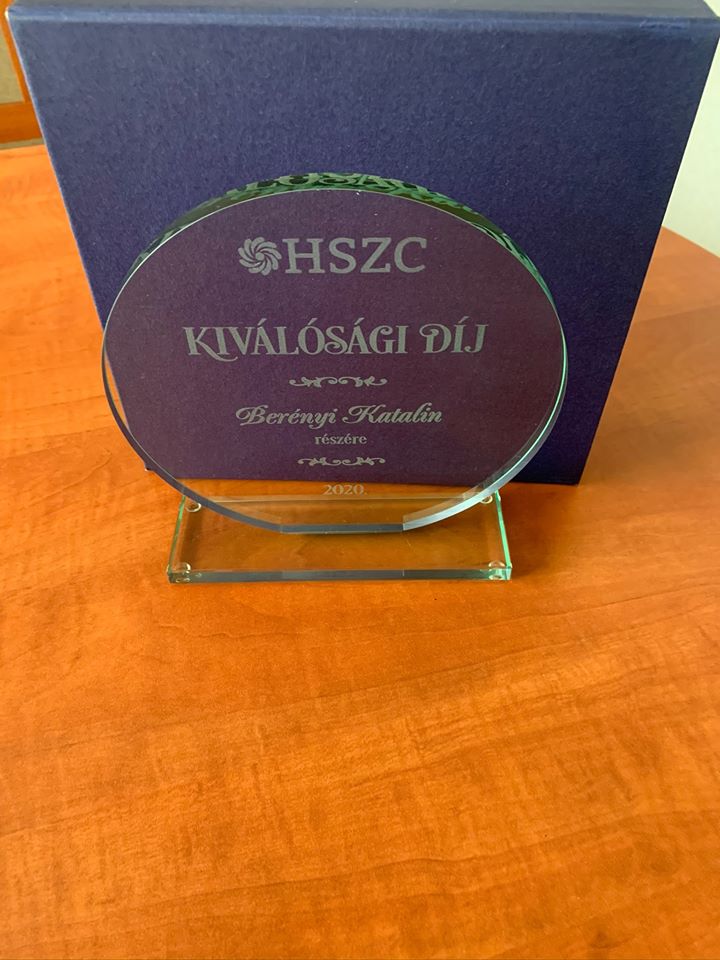 HSZC
KIVÁLÓSÁGI DÍJ
Berényi Katalin
részére
2020.